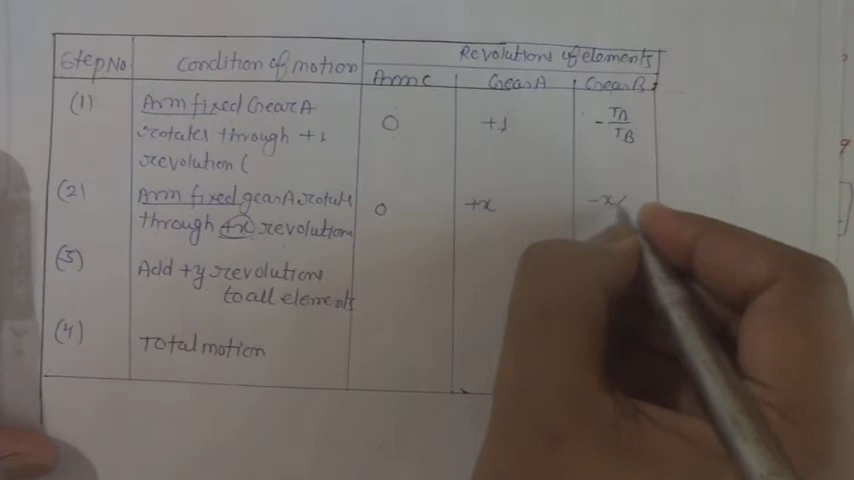 Step No Condition of motion Revolutions of elements
Arm C Gear A Gear B
(1) Arm fixed Gear A 0 +1 - TA/TB
rotates through +1
revolution (
(2) Arm fixed gear A rotate 0 +x -x
through +x revolution
(3) Add +y revolutions
to all elements
(4) Total motion